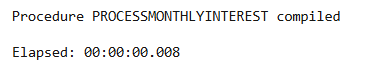 Procedure PROCESSMONTHLYINTEREST compiled
Elapsed: 00:00:00.008